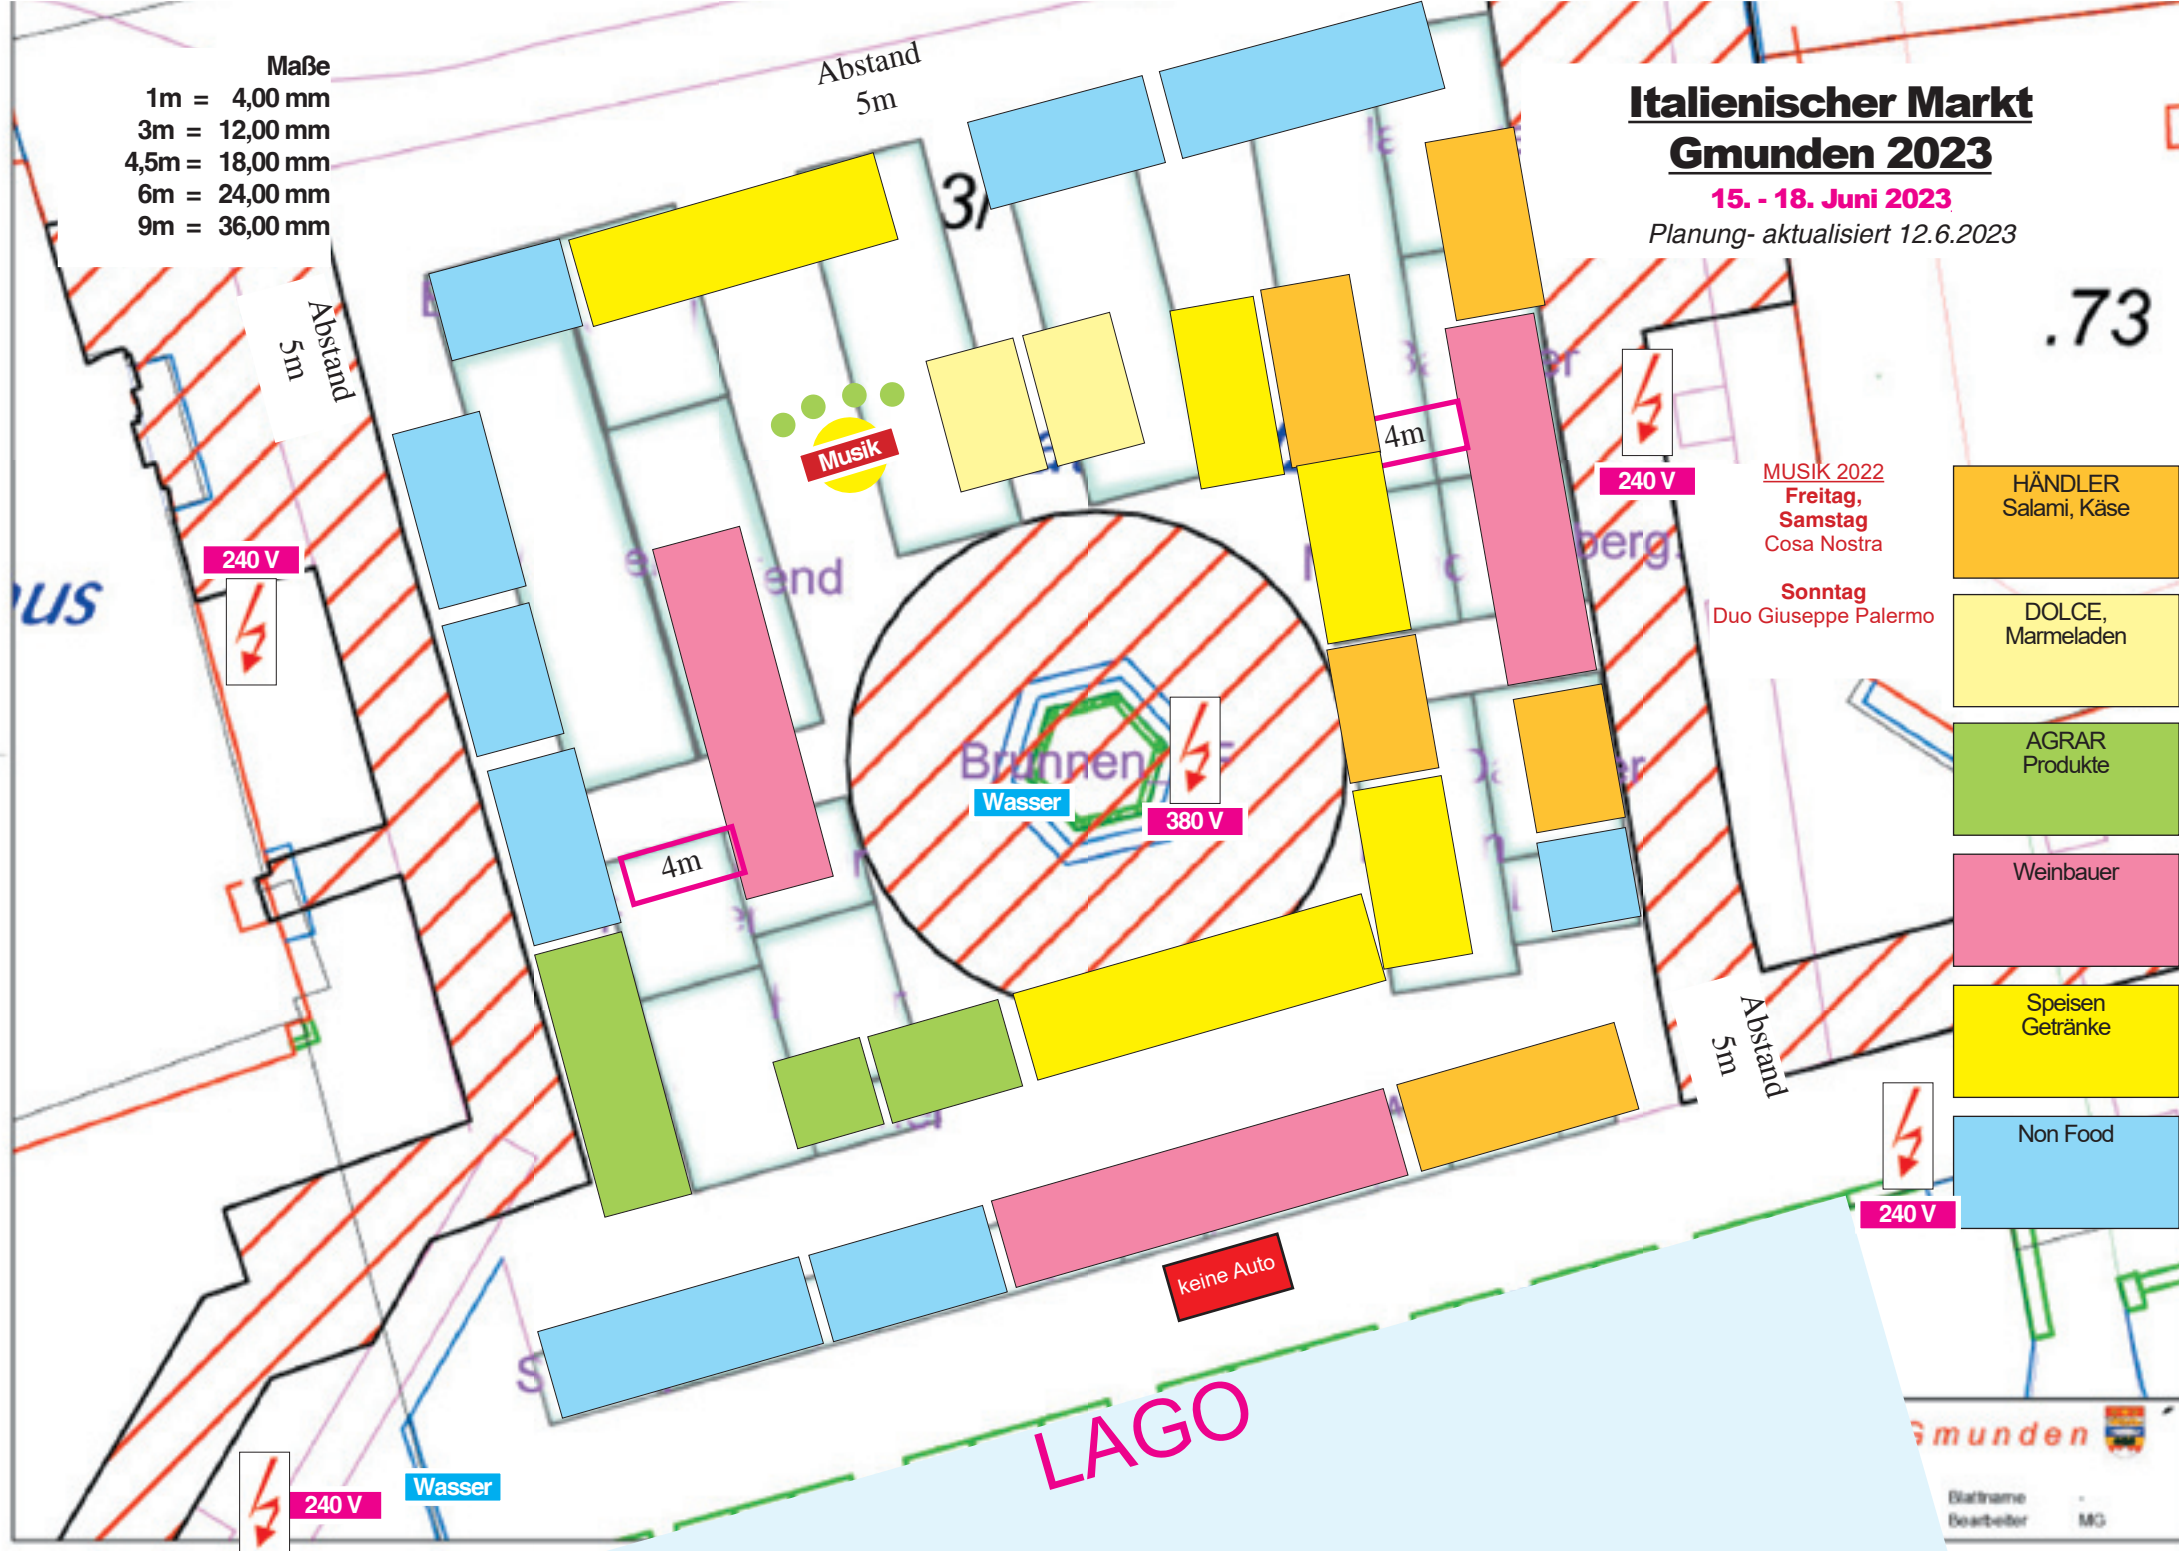 Maße
1m = 4,00 mm
3m = 12,00 mm
4,5m = 18,00 mm
6m = 24,00 mm
9m = 36,00 mm
Abstand
5m
Italienischer Markt
Gmunden 2023
15. - 18. Juni 2023
Planung- aktualisiert 12.6.2023
.73
Abstand
5m
Musik
4m
240 V
MUSIK 2022
Freitag,
Samstag
Cosa Nostra
Sonntag
Duo Giuseppe Palermo
HÄNDLER
Salami, Käse
DOLCE,
Marmeladen
AGRAR
Produkte
Weinbauer
Speisen
Getränke
Non Food
240 V
Brunnen
Wasser
380 V
4m
Abstand
5m
240 V
keine Auto
LAGO
Wasser
240 V
Gmunden
Blattname -
Bearbeiter MG